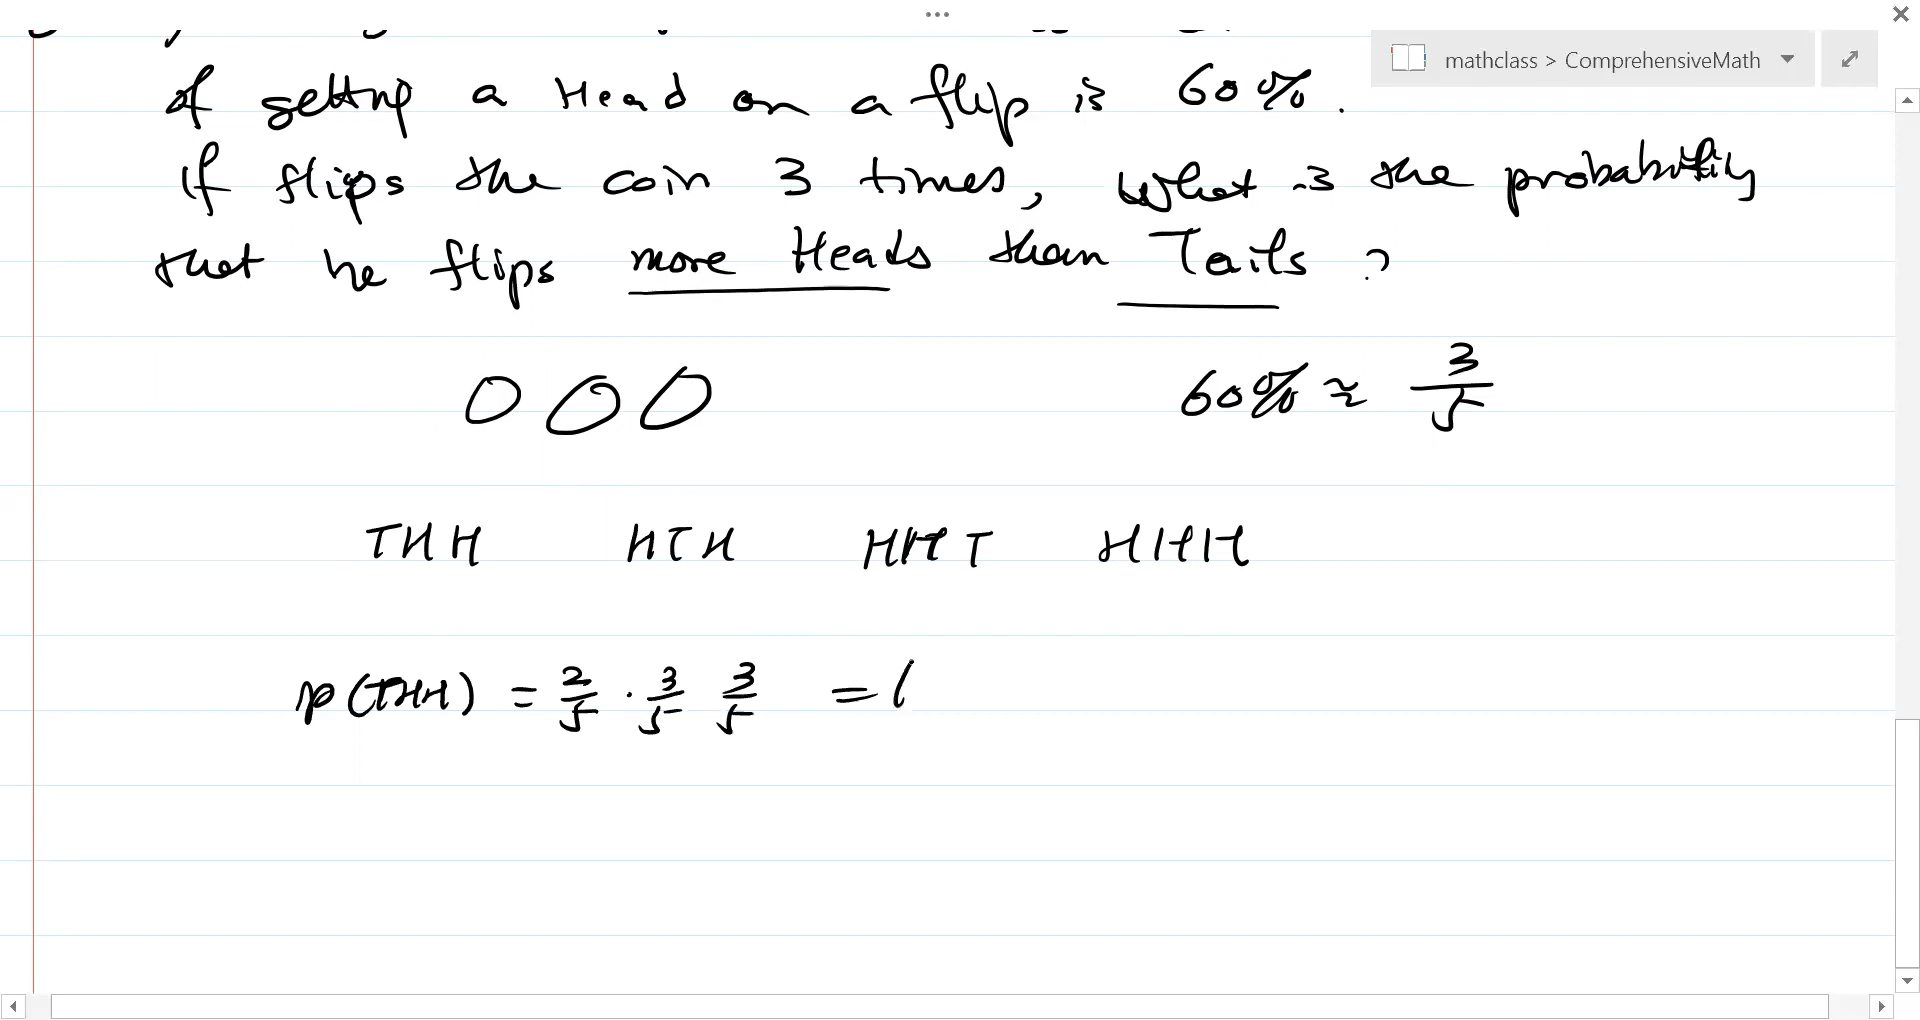 mathclass > ComprehensiveMath
of getting a Head on a flip is 60%.
If flips the coin 3 times, what is the probability
that he flips more Heads than Tails ?
60% ≈ 3/5
THH HTH HHT HHH
p(THH) = 2/5 · 3/5 3/5 = (